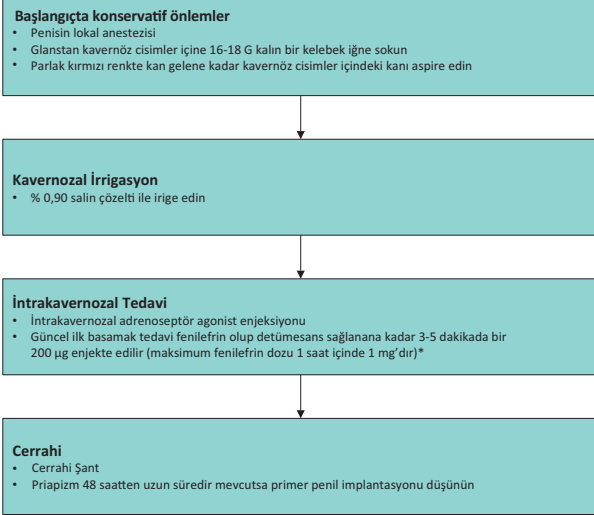 Başlangıçta konservatif önlemler
• Penisin lokal anestezisi
• Glanstan kavernöz cisimler içine 16-18 G kalın bir kelebek iğne sokun
• Parlak kırmızı renkte kan gelene kadar kavernöz cisimler içindeki kanı aspire edin
Kavernozal İrrigasyon
• % 0,90 salin çözelti ile irige edin
İntrakavernozal Tedavi
• İntrakavernozal adrenoseptör agonist enjeksiyonu
• Güncel ilk basamak tedavi fenilefrin olup detümesans sağlanana kadar 3-5 dakikada bir
200 µg enjekte edilir (maksimum fenilefrin dozu 1 saat içinde 1 mg’dır)*
Cerrahi
• Cerrahi Şant
• Priapizm 48 saatten uzun süredir mevcutsa primer penil implantasyonu düşünün